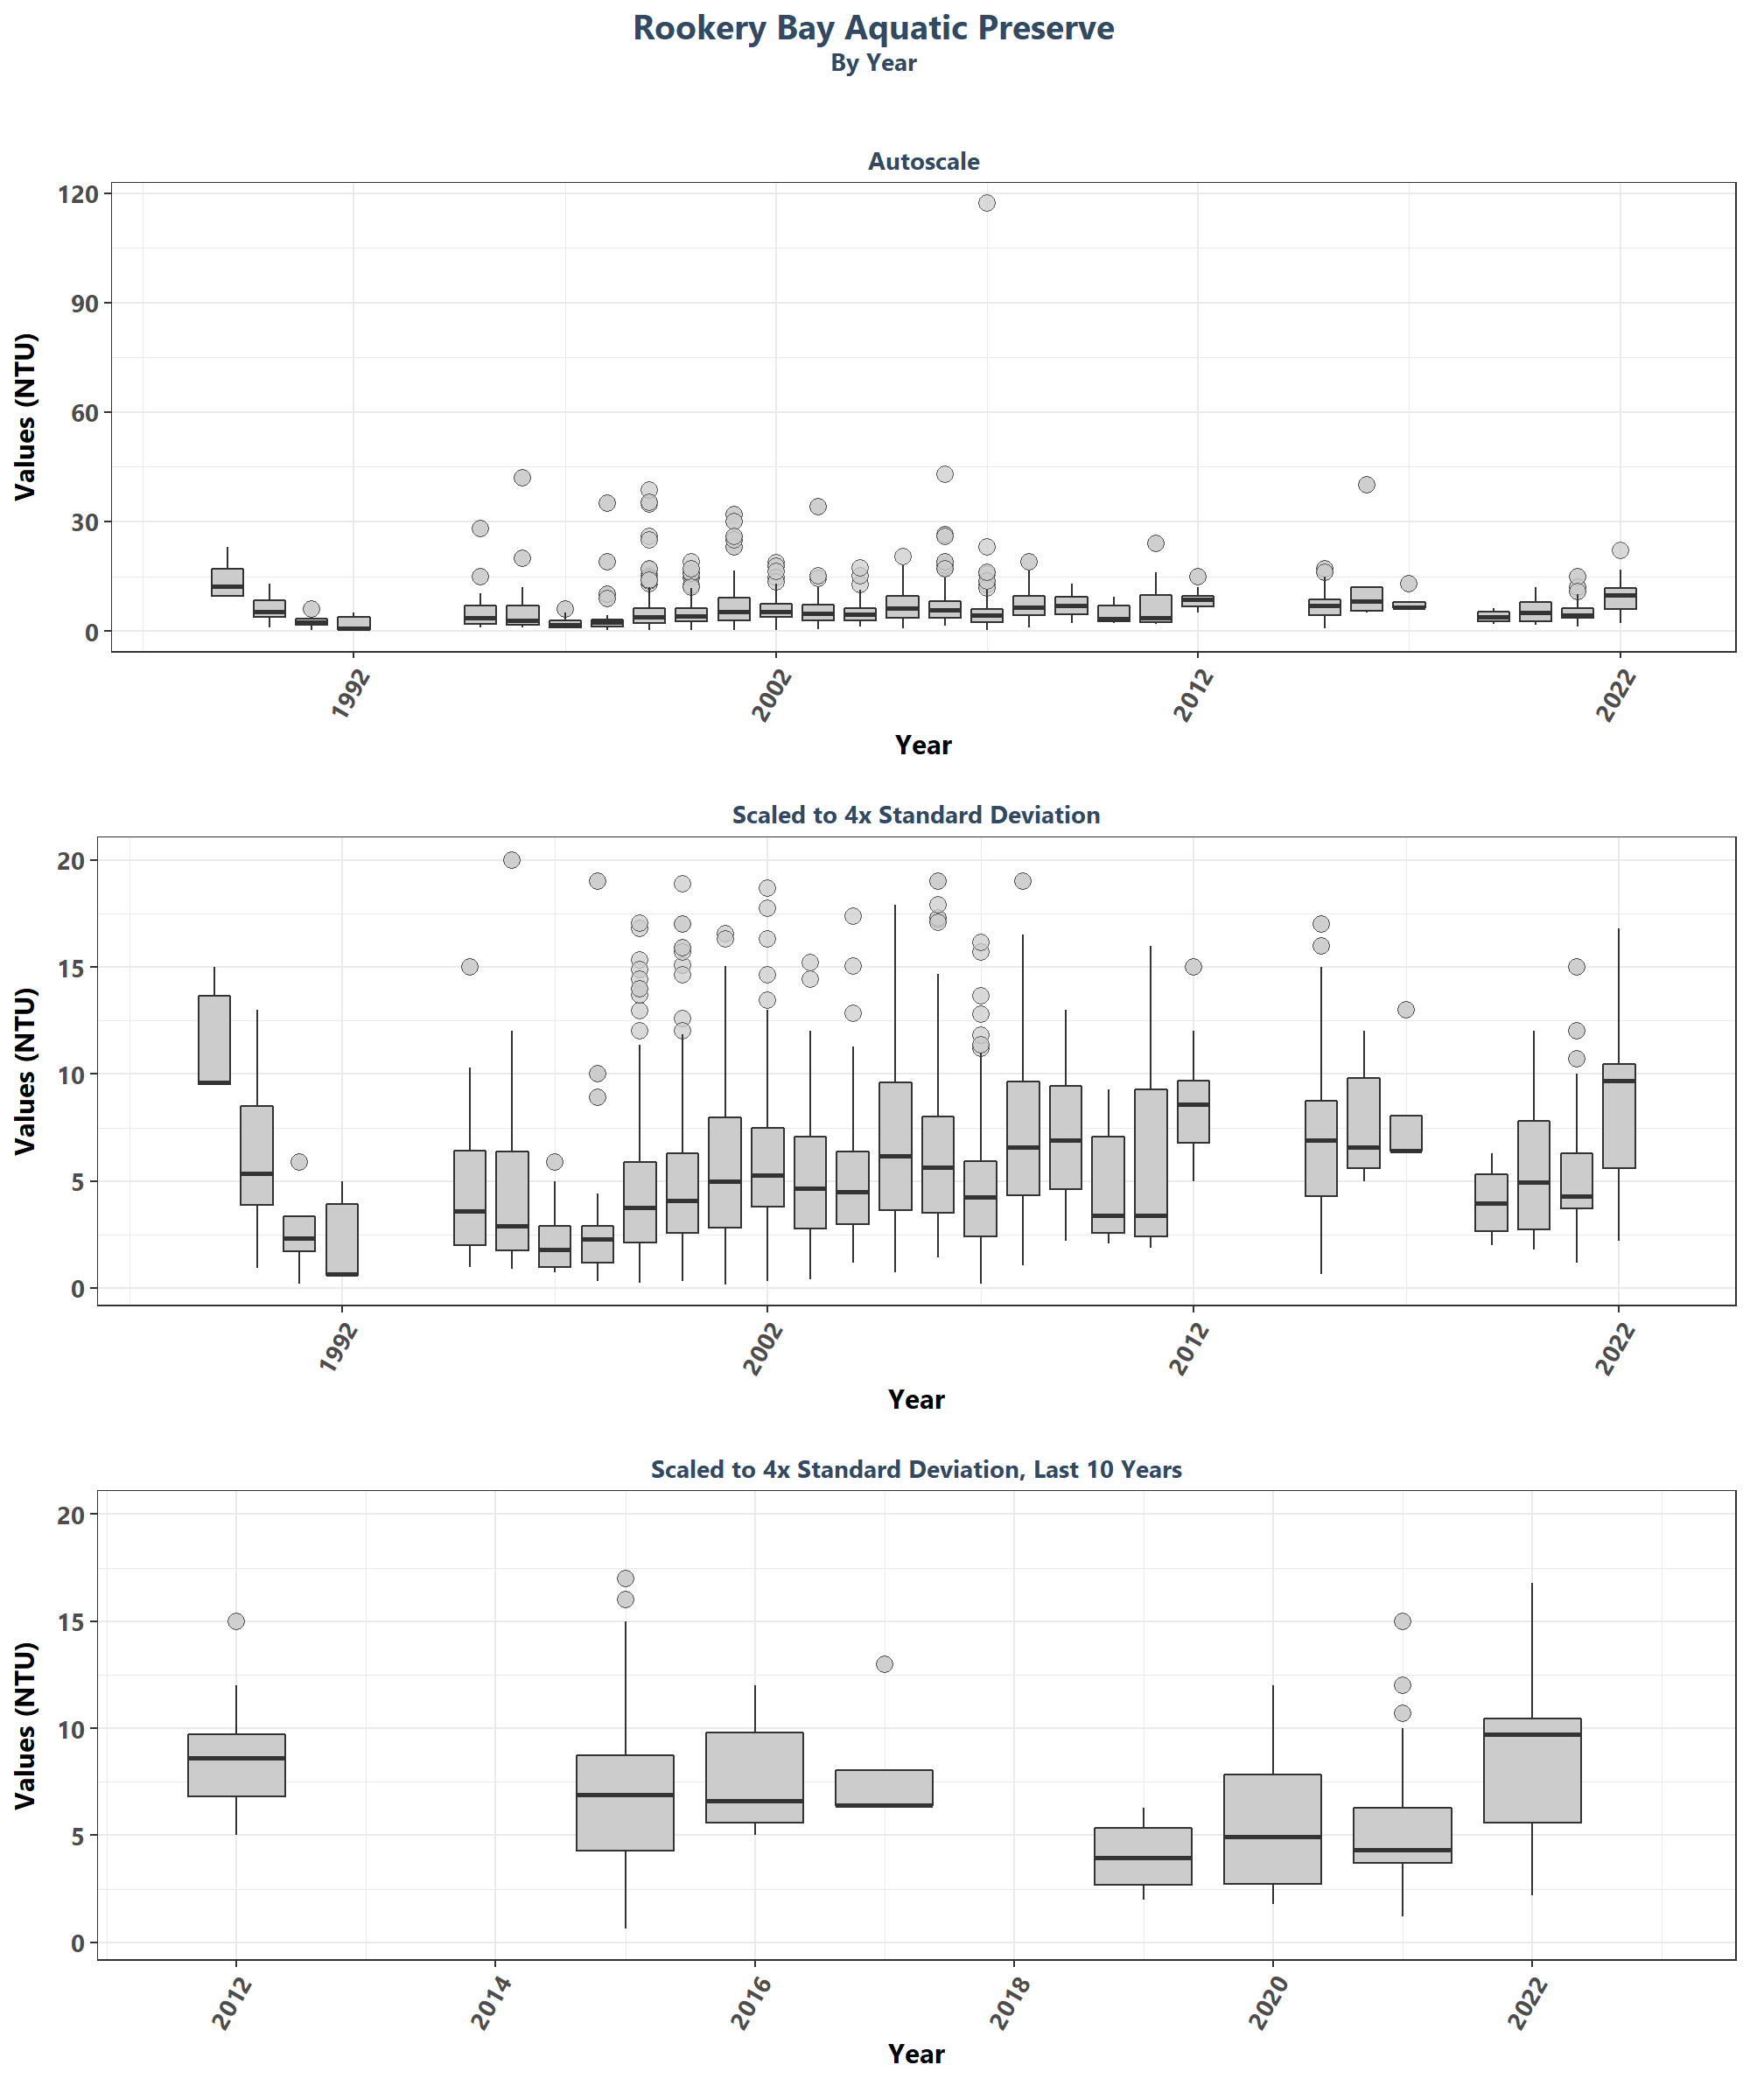 Rookery Bay Aquatic Preserve
By Year
Autoscale
120
90
60
30
0
Values (NTU)
1992
2002
2012
2022
Year
Scaled to 4x Standard Deviation
20
15
10
5
0
Values (NTU)
1992
2002
2012
2022
Year
Scaled to 4x Standard Deviation, Last 10 Years
20
15
10
5
0
Values (NTU)
2012
2014
2016
2018
2020
2022
Year